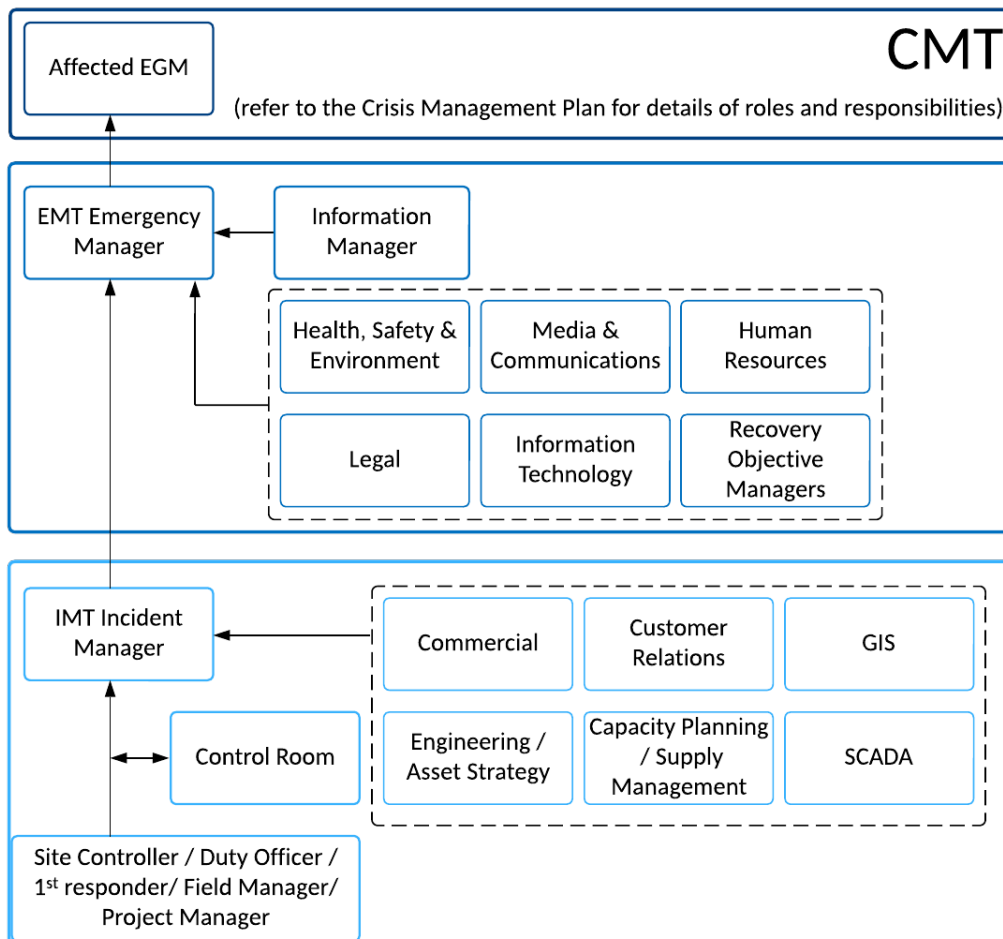 Affected EGM
CMT
(refer to the Crisis Management Plan for details of roles and responsibilities)
EMT Emergency
Manager
Information
Manager
Health, Safety &
Environment
Media &
Communications
Human
Resources
Legal
Information
Technology
Recovery
Objective
Managers
IMT Incident
Manager
Commercial
Customer
Relations
GIS
Control Room
Engineering /
Asset Strategy
Capacity Planning
/ Supply
Management
SCADA
Site Controller / Duty Officer /
1st responder/ Field Manager/
Project Manager